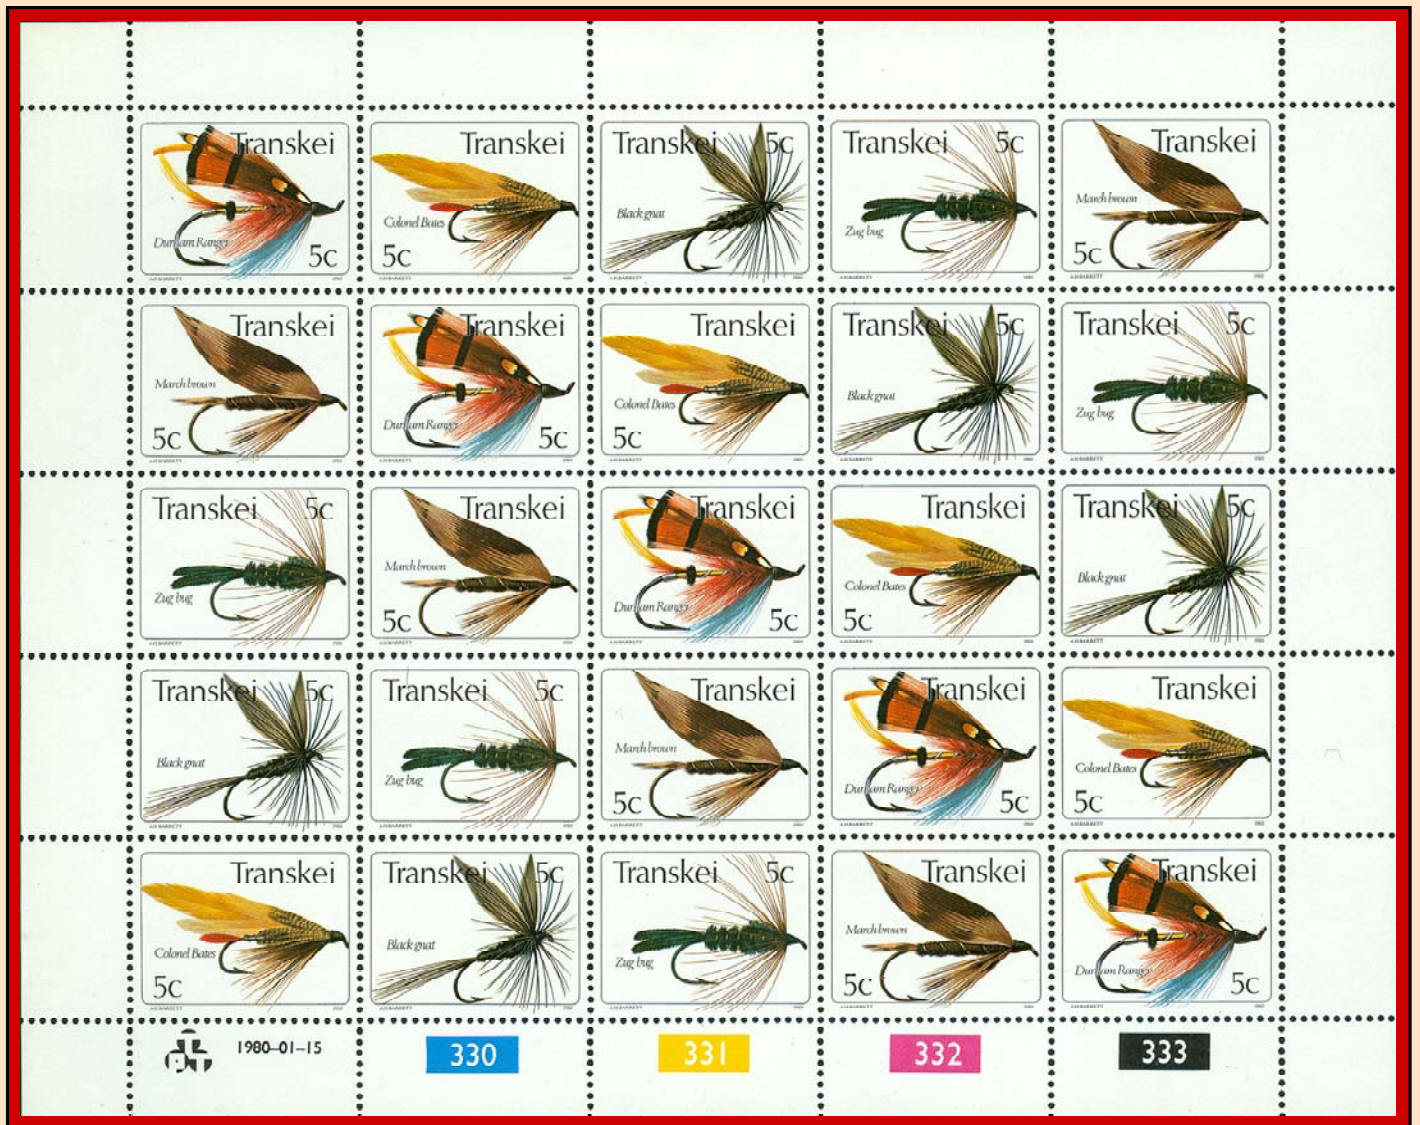 Transkei
Durham Ranger
5c
Transkei
Colonel Bates
5c
Transkei 5c
Black gnat
Transkei 5c
Zug bug
Transkei
March brown
5c
Transkei
March brown
5c
Transkei
Durham Ranger
5c
Transkei
Colonel Bates
5c
Transkei 5c
Black gnat
Transkei 5c
Zug bug
Transkei 5c
Zug bug
Transkei
March brown
5c
Transkei
Durham Ranger
5c
Transkei
Colonel Bates
5c
Transkei 5c
Black gnat
Transkei 5c
Black gnat
Transkei 5c
Zug bug
Transkei
March brown
5c
Transkei
Durham Ranger
5c
Transkei
Colonel Bates
5c
Transkei
Colonel Bates
5c
Transkei 5c
Black gnat
Transkei 5c
Zug bug
Transkei
March brown
5c
Transkei
Durham Ranger
5c
1980–01–15
330
331
332
333